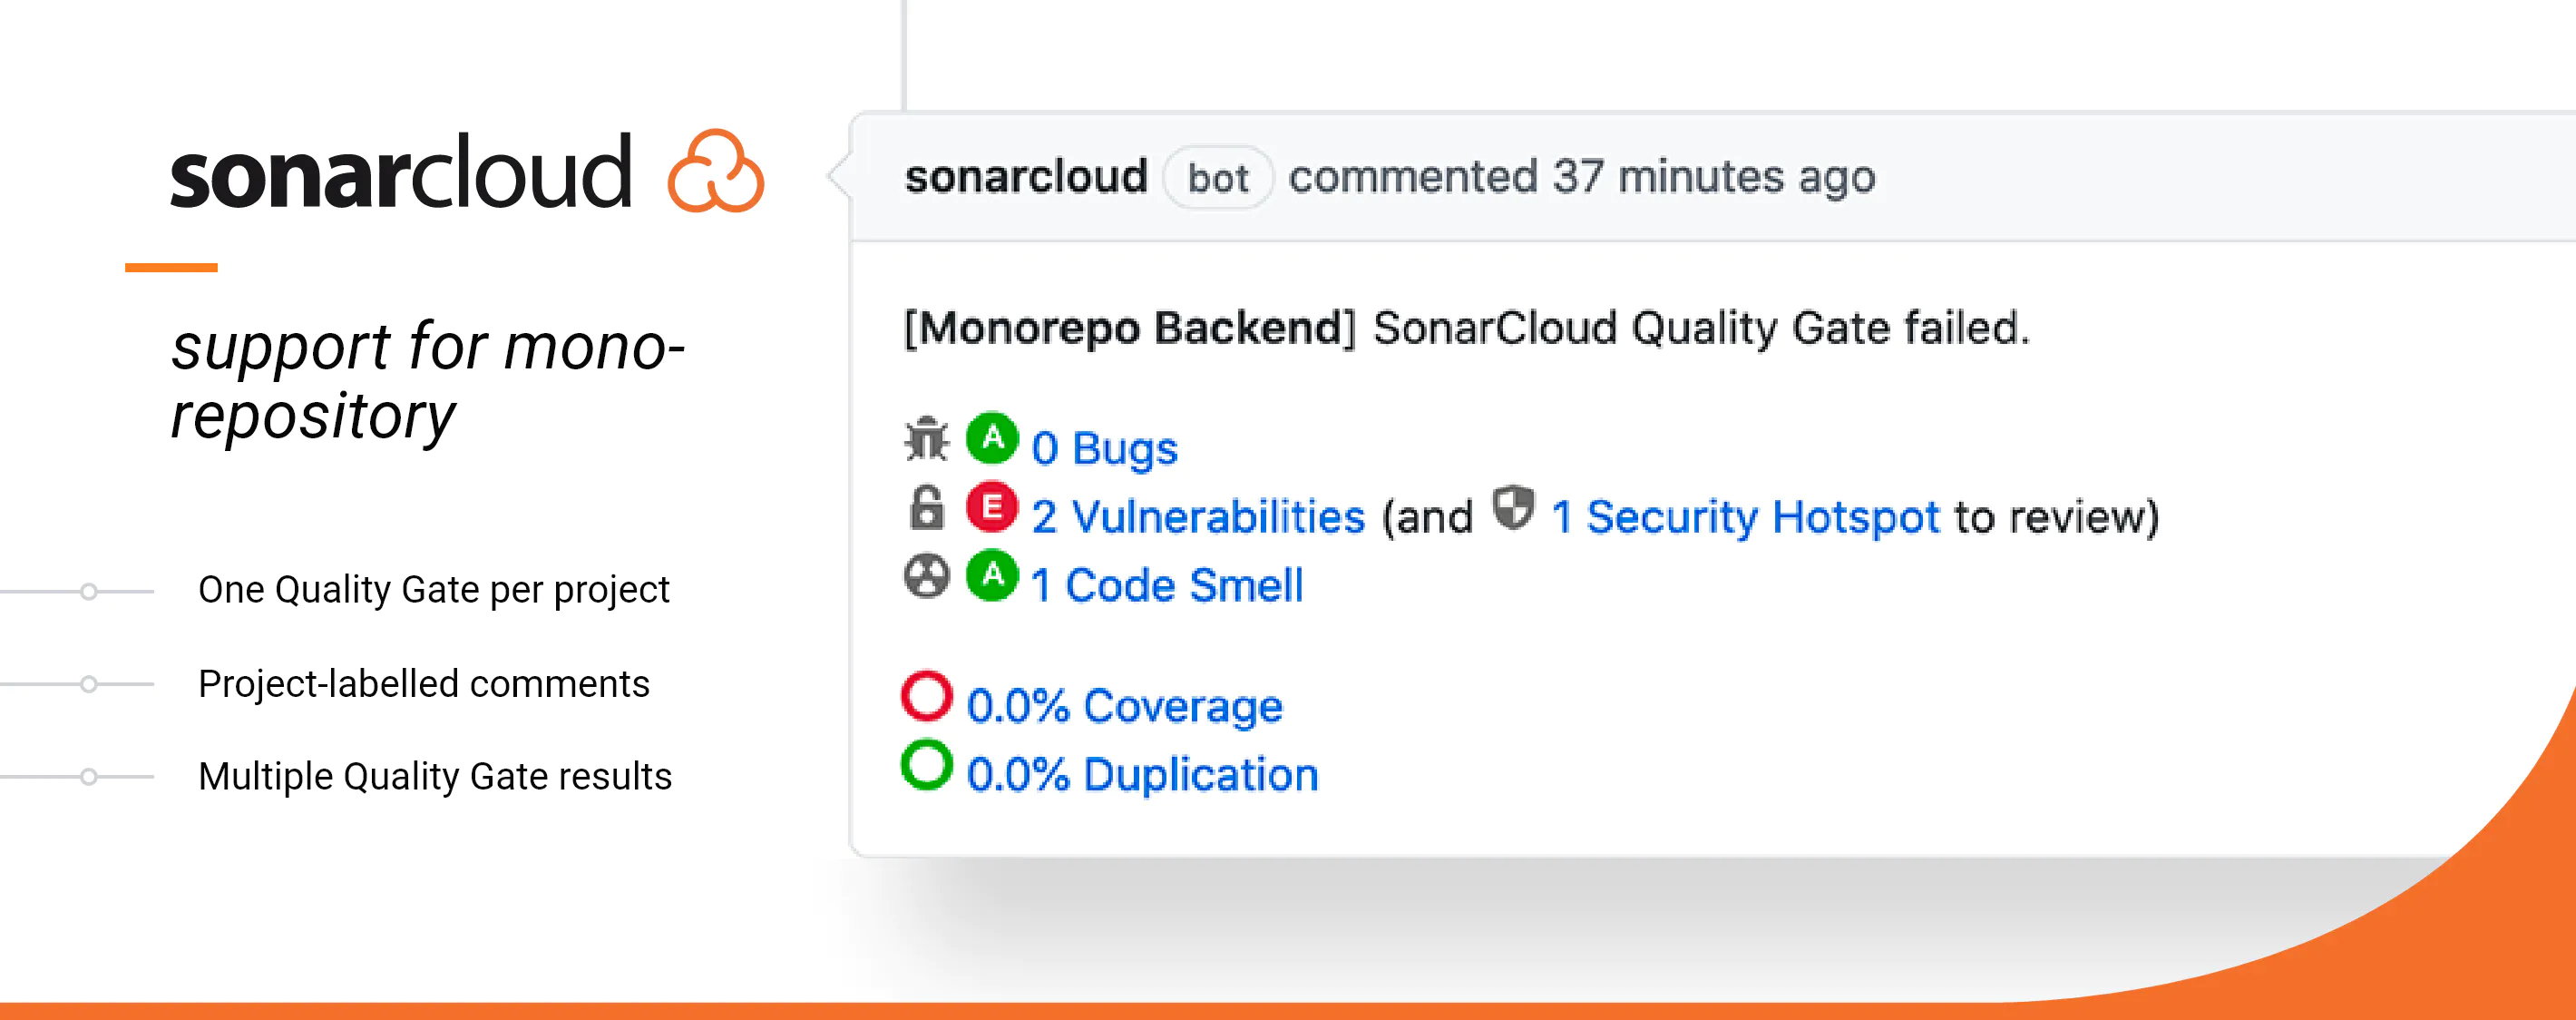 sonarcloud
support for mono-
repository
One Quality Gate per project
Project-labelled comments
Multiple Quality Gate results
sonarcloud bot commented 37 minutes ago
[Monorepo Backend] SonarCloud Quality Gate failed.
A 0 Bugs
E 2 Vulnerabilities (and 1 Security Hotspot to review)
A 1 Code Smell
0.0% Coverage
0.0% Duplication